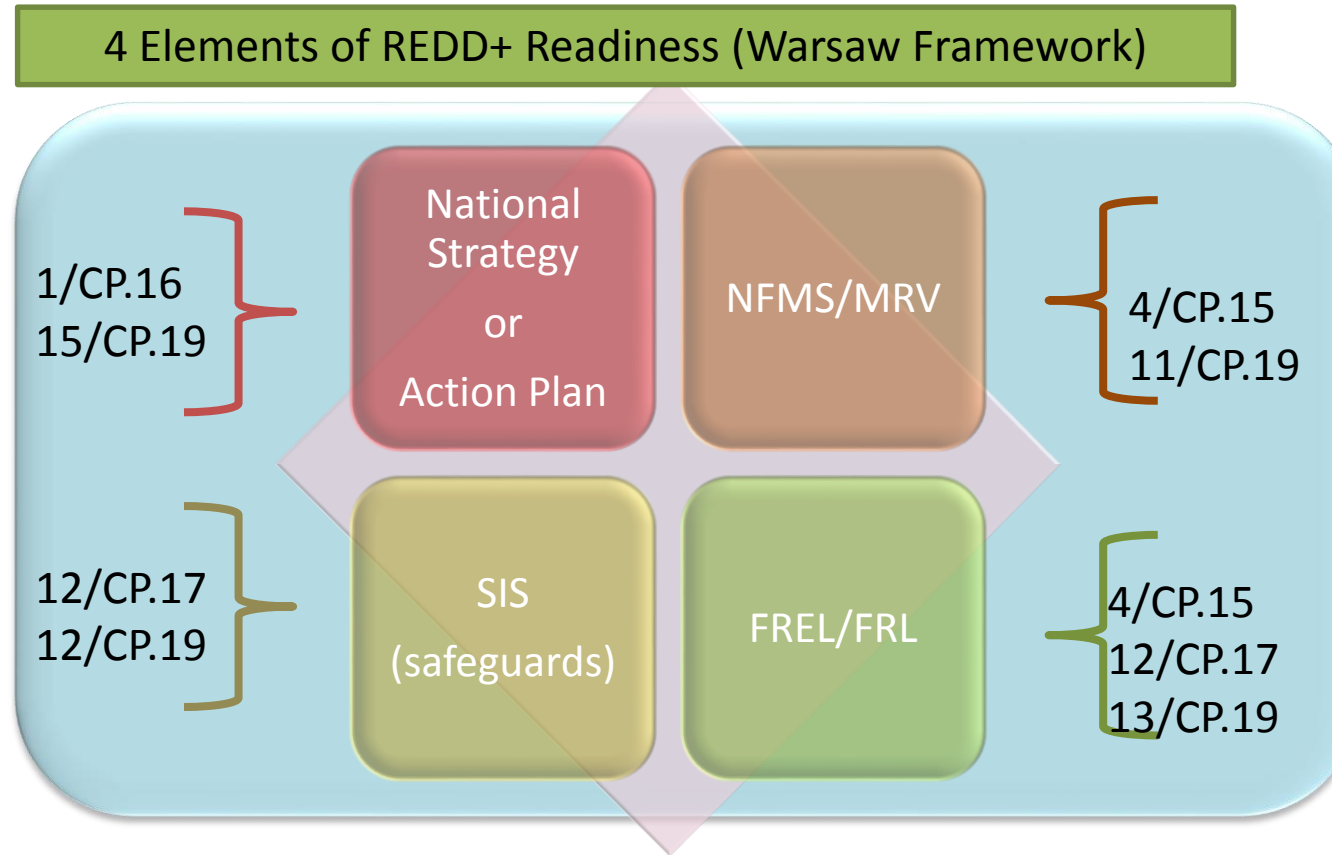 4 Elements of REDD+ Readiness (Warsaw Framework)
1/CP.16
15/CP.19
National
Strategy
or
Action Plan
NFMS/MRV
4/CP.15
11/CP.19
12/CP.17
12/CP.19
SIS
(safeguards)
FREL/FRL
4/CP.15
12/CP.17
13/CP.19